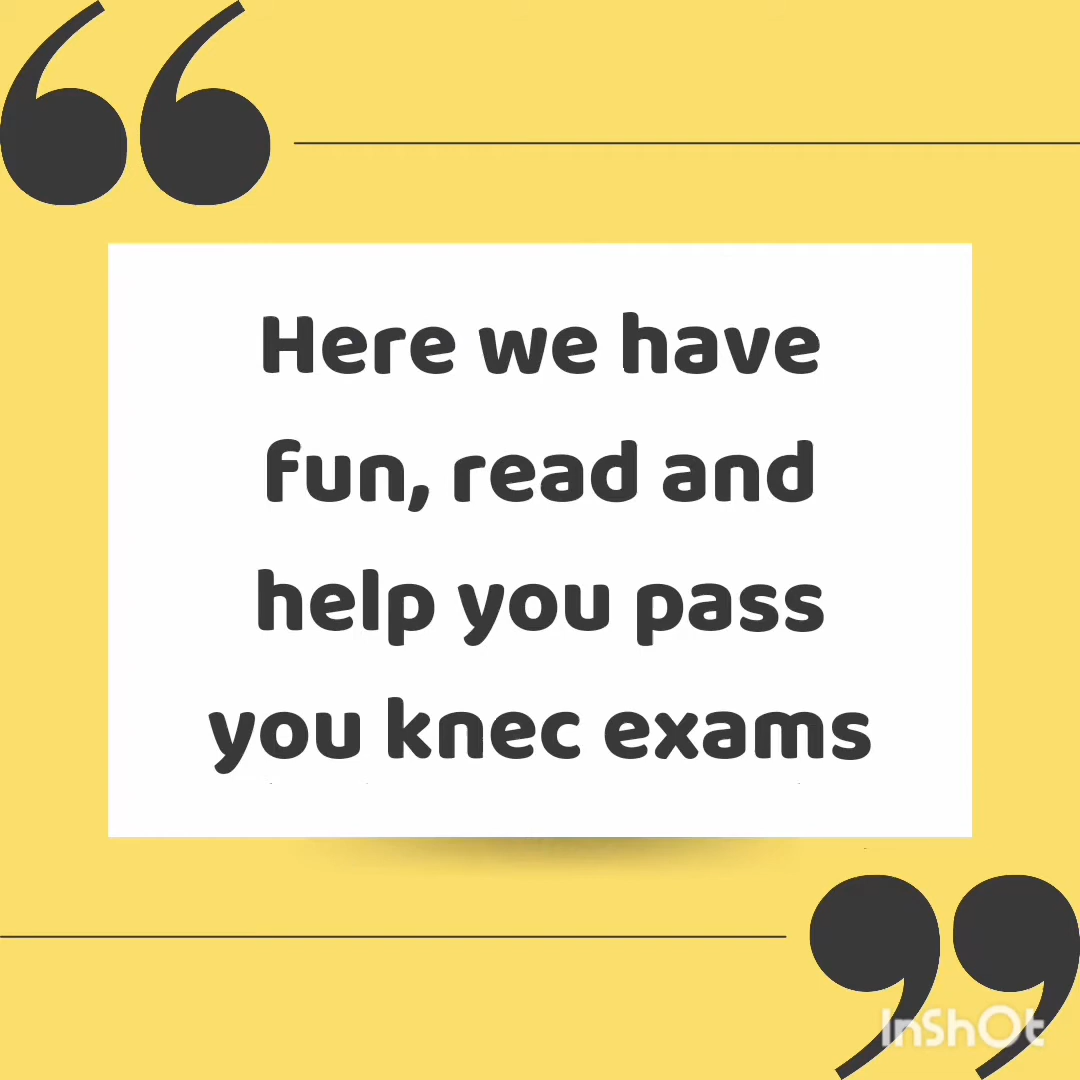 Here we have
fun, read and
help you pass
you knec exams
InShOt